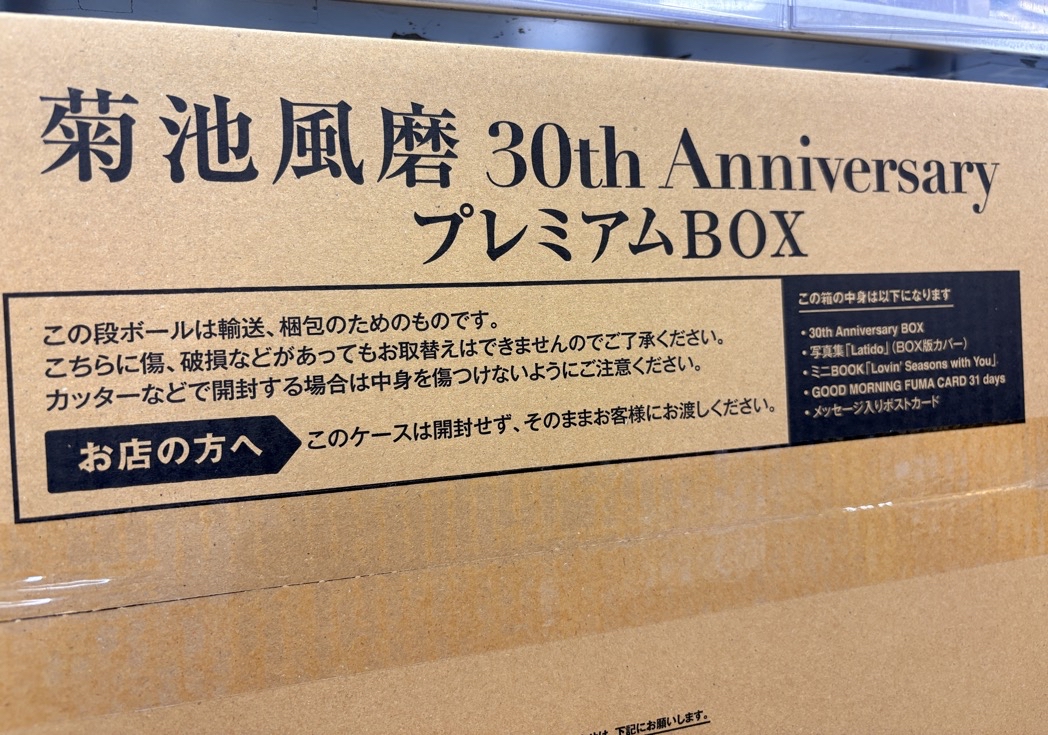 菊池風磨 30th Anniversary
プレミアムBOX
この段ボールは輸送、梱包のためのものです。
こちらに傷、破損などがあってもお取替えはできませんのでご了承ください。
カッターなどで開封する場合は中身を傷つけないようにご注意ください。
お店の方へ このケースは開封せず、そのままお客様にお渡しください。
この箱の中身は以下になります
・30th Anniversary BOX
・写真集「Latido」（BOX版カバー）
・ミニBOOK「Lovin' Seasons with You」
・GOOD MORNING FUMA CARD 31 days
・メッセージ入りポストカード
下記にお願いします。